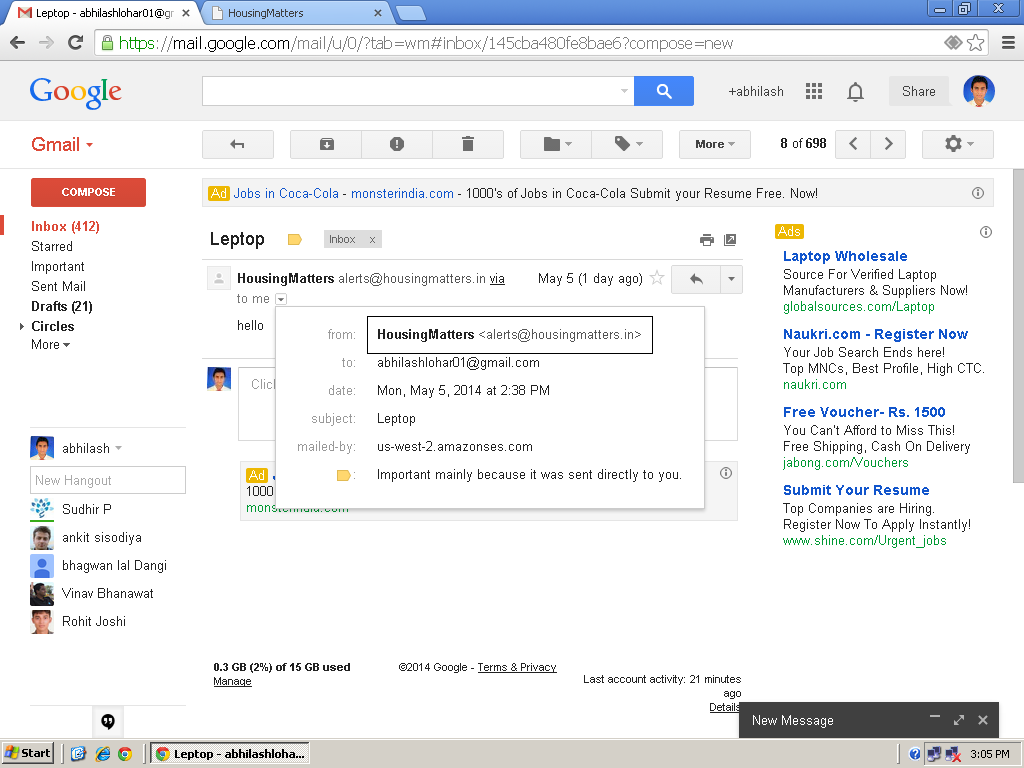 Leptop - abhilashlohar01@gr
HousingMatters
https://mail.google.com/mail/u/0/?tab=wm#inbox/145cba480fe8bae6?compose=new
Google
+abhilash
Share
Gmail
More
8 of 698
COMPOSE
Ad Jobs in Coca-Cola - monsterindia.com - 1000's of Jobs in Coca-Cola Submit your Resume Free. Now!
Inbox (412)
Starred
Important
Sent Mail
Drafts (21)
Circles
More
Leptop
Inbox x
HousingMatters alerts@housingmatters.in via
May 5 (1 day ago)
to me
hello
from: HousingMatters <alerts@housingmatters.in>
to: abhilashlohar01@gmail.com
date: Mon, May 5, 2014 at 2:38 PM
subject: Leptop
mailed-by: us-west-2.amazonses.com
: Important mainly because it was sent directly to you.
Clic
Ad
1000
monsterindia.com
Ads
Laptop Wholesale
Source For Verified Laptop
Manufacturers & Suppliers Now!
globalsources.com/Laptop
Naukri.com - Register Now
Your Job Search Ends here!
Top MNCs, Best Profile, High CTC.
naukri.com
Free Voucher- Rs. 1500
You Can't Afford to Miss This!
Free Shipping, Cash On Delivery
jabong.com/Vouchers
Submit Your Resume
Top Companies are Hiring.
Register Now To Apply Instantly!
www.shine.com/Urgent_jobs
abhilash
New Hangout
Sudhir P
ankit sisodiya
bhagwan lal Dangi
Vinav Bhanawat
Rohit Joshi
0.3 GB (2%) of 15 GB used
Manage
©2014 Google - Terms & Privacy
Last account activity: 21 minutes
ago
Details
New Message
Start
Leptop - abhilashloha...
3:05 PM